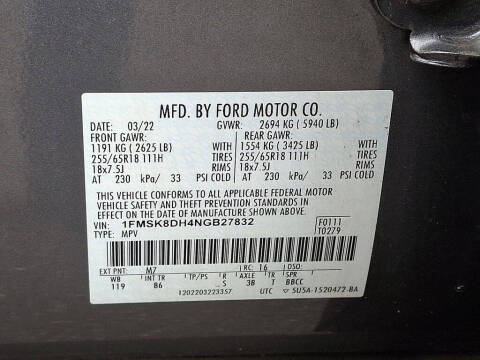 MFD. BY FORD MOTOR CO.
DATE: 03/22 GVWR: 2694 KG ( 5940 LB)
FRONT GAWR: REAR GAWR:
1191 KG ( 2625 LB) WITH 1554 KG ( 3425 LB) WITH
255/65R18 111H TIRES 255/65R18 111H TIRES
18x7.5J RIMS 18x7.5J RIMS
AT 230 kPa/ 33 PSI COLD AT 230 kPa/ 33 PSI COLD
THIS VEHICLE CONFORMS TO ALL APPLICABLE FEDERAL MOTOR
VEHICLE SAFETY AND THEFT PREVENTION STANDARDS IN
EFFECT ON THE DATE OF MANUFACTURE SHOWN ABOVE.
VIN: 1FMSK8DH4NGB27832 F0111
TYPE: MPV T0279
EXT PNT: M7 RC: 16 DSO:
WB INT TR TP/PS R AXLE TR SPR
119 86 S 3B T BBCC
1202203223357 UTC 5U5A-1520472-BA